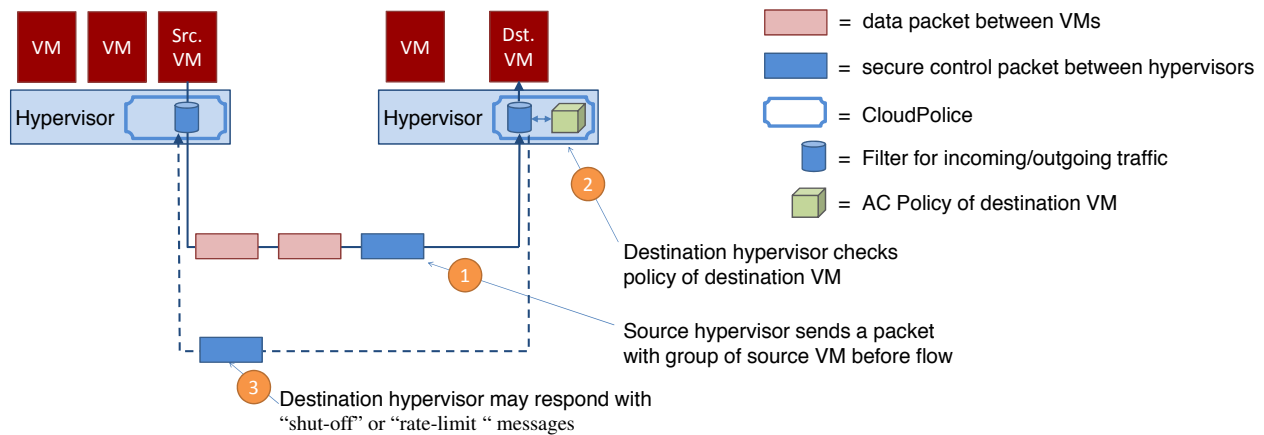 VM
VM
Src.
VM
VM
Dst.
VM
Hypervisor
Hypervisor
= data packet between VMs
= secure control packet between hypervisors
= CloudPolice
= Filter for incoming/outgoing traffic
= AC Policy of destination VM
2
Destination hypervisor checks
policy of destination VM
1
Source hypervisor sends a packet
with group of source VM before flow
3
Destination hypervisor may respond with
“shut-off” or “rate-limit “ messages